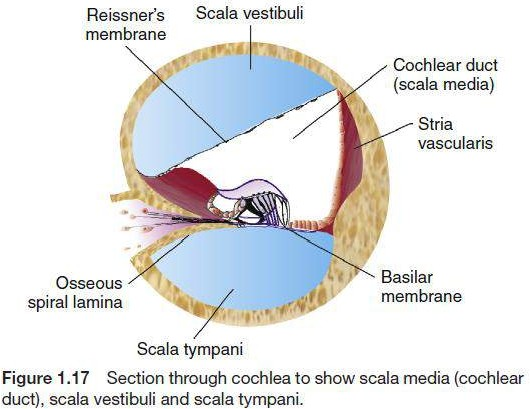 Reissner's
membrane
Scala vestibuli
Cochlear duct
(scala media)
Stria
vascularis
Osseous
spiral lamina
Basilar
membrane
Scala tympani
Figure 1.17 Section through cochlea to show scala media (cochlear
duct), scala vestibuli and scala tympani.